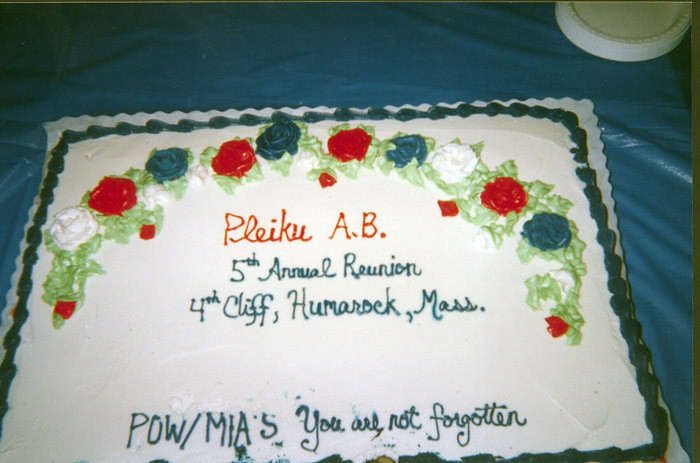 Pleiku A.B.
5th Annual Reunion
4th Cliff, Humarock, Mass.
POW/MIA'S You are not forgotten